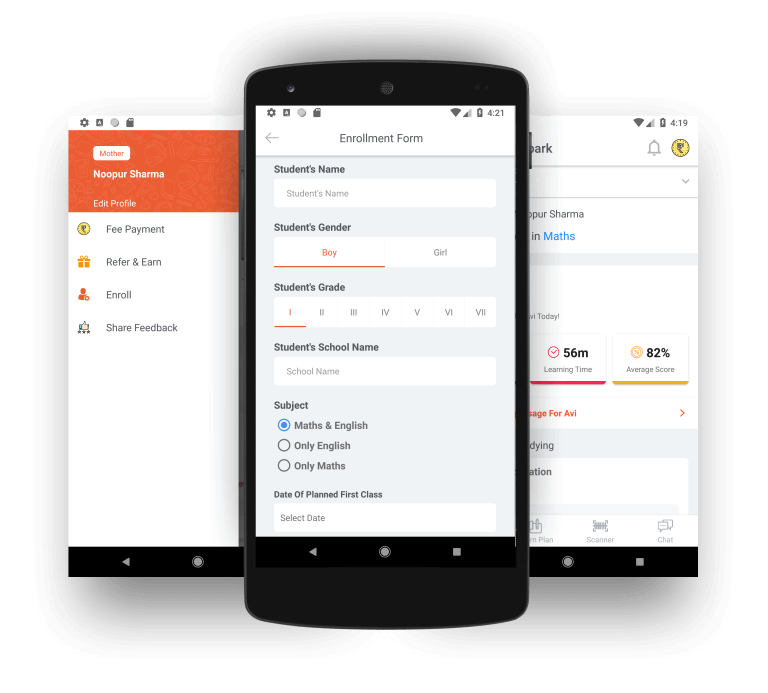 Mother
Noopur Sharma
Edit Profile
Fee Payment
Refer & Earn
Enroll
Share Feedback
4:21
Enrollment Form
Student's Name
Student's Name
Student's Gender
Boy Girl
Student's Grade
I II III IV V VI VII
Student's School Name
School Name
Subject
Maths & English
Only English
Only Maths
Date Of Planned First Class
Select Date
4:19
ark
opur Sharma
in Maths
Avi Today!
56m 82%
Learning Time Average Score
sage For Avi
dying
ation
rn Plan Scanner Chat